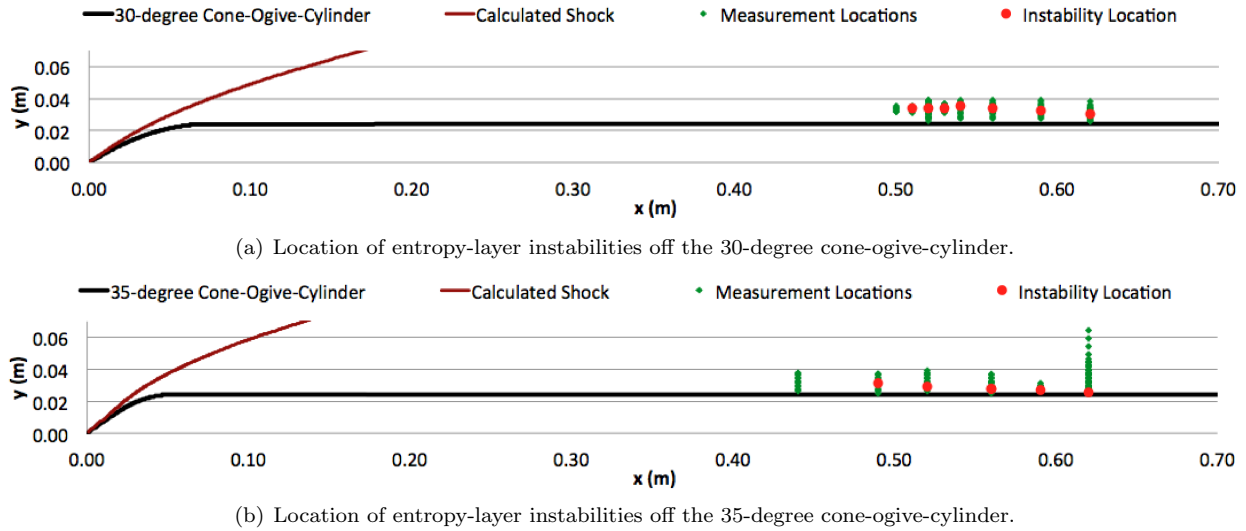 30-degree Cone-Ogive-Cylinder Calculated Shock Measurement Locations Instability Location
y (m)
0.06
0.04
0.02
0.00
0.00 0.10 0.20 0.30 0.40 0.50 0.60 0.70
x (m)
(a) Location of entropy-layer instabilities off the 30-degree cone-ogive-cylinder.
35-degree Cone-Ogive-Cylinder Calculated Shock Measurement Locations Instability Location
y (m)
0.06
0.04
0.02
0.00
0.00 0.10 0.20 0.30 0.40 0.50 0.60 0.70
x (m)
(b) Location of entropy-layer instabilities off the 35-degree cone-ogive-cylinder.